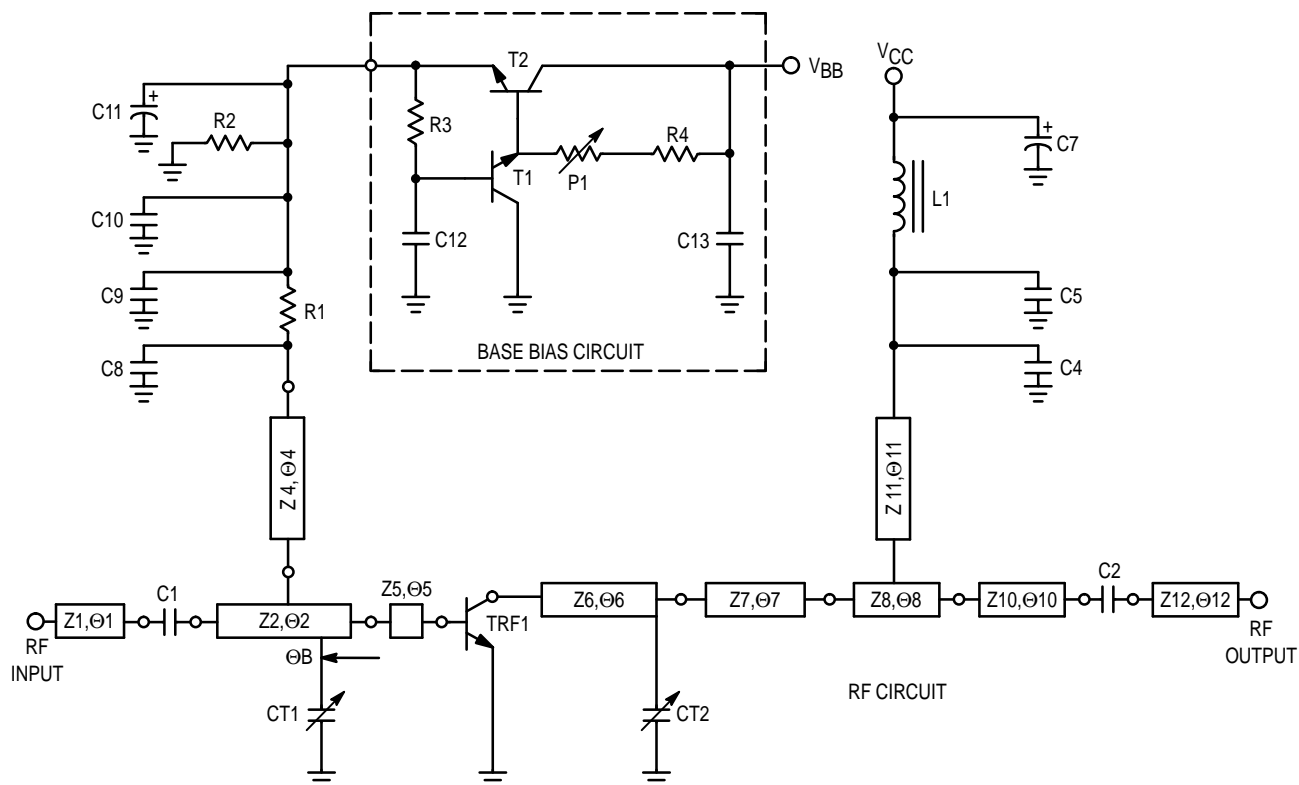 T2
VBB
VCC
C11
+
R2
R3
R4
+
C7
T1
P1
L1
C10
C12
C13
C9
R1
C5
BASE BIAS CIRCUIT
C8
C4
Z4,Θ4
Z11,Θ11
C1
Z5,Θ5
C2
Z1,Θ1
Z2,Θ2
TRF1
Z6,Θ6
Z7,Θ7
Z8,Θ8
Z10,Θ10
Z12,Θ12
RF
INPUT
ΘB
RF
OUTPUT
RF CIRCUIT
CT1
CT2